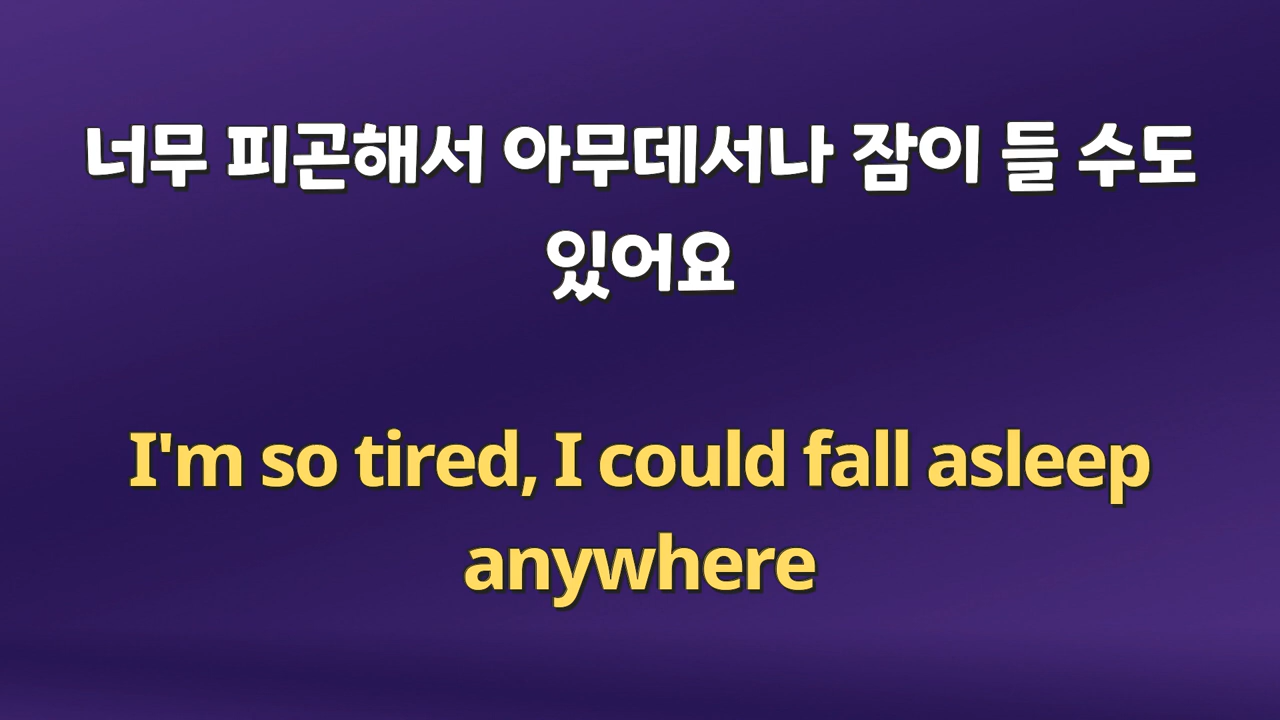 너무 피곤해서 아무데서나 잠이 들 수도
있어요
I'm so tired, I could fall asleep
anywhere